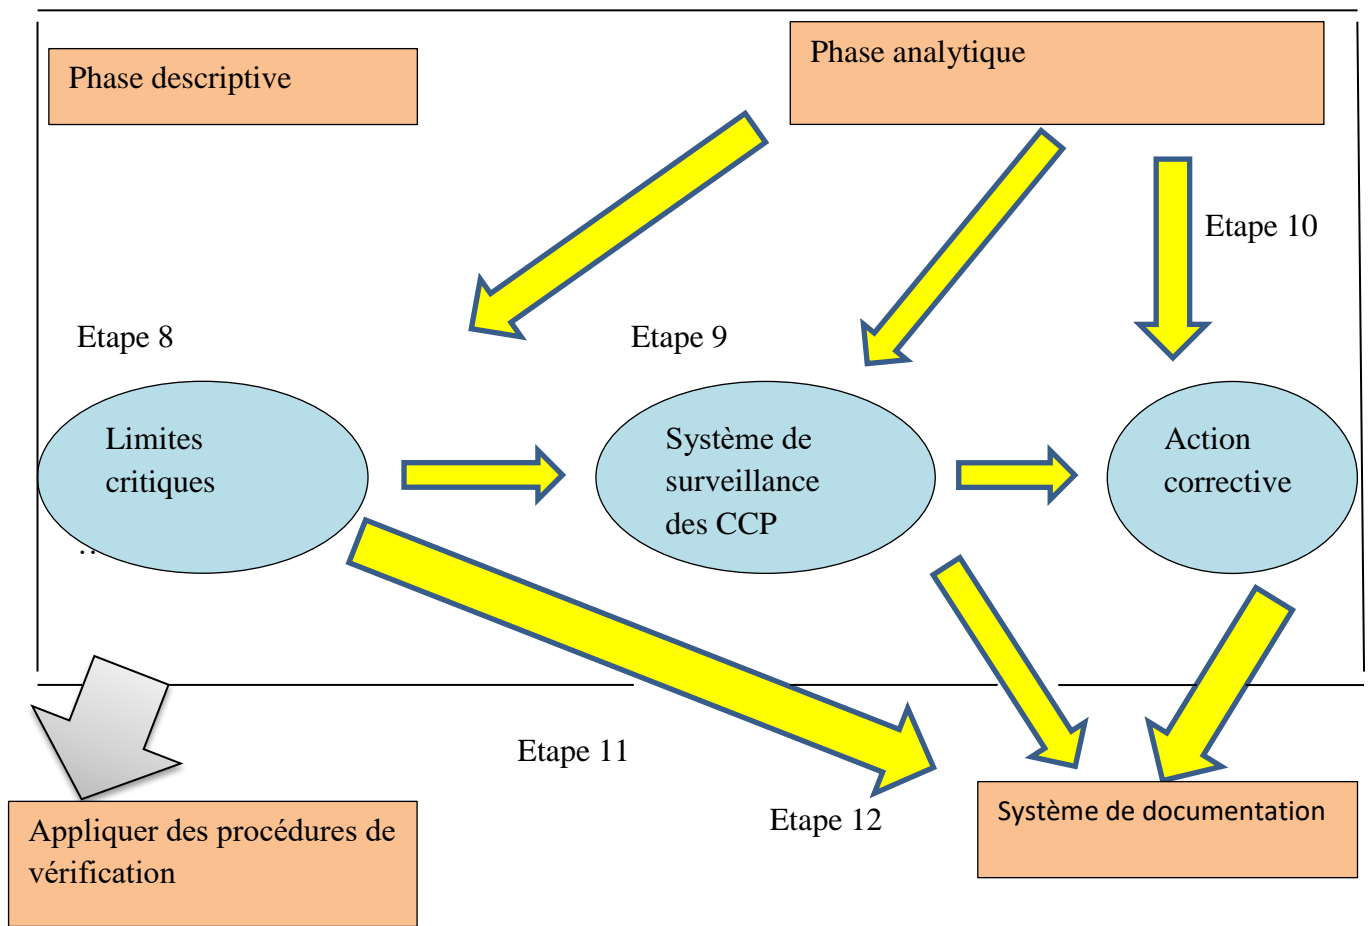 Phase descriptive
Phase analytique
Etape 10
Etape 8
Etape 9
Limites
critiques
Système de
surveillance
des CCP
Action
corrective
..
Etape 11
Etape 12
Système de documentation
Appliquer des procédures de
vérification